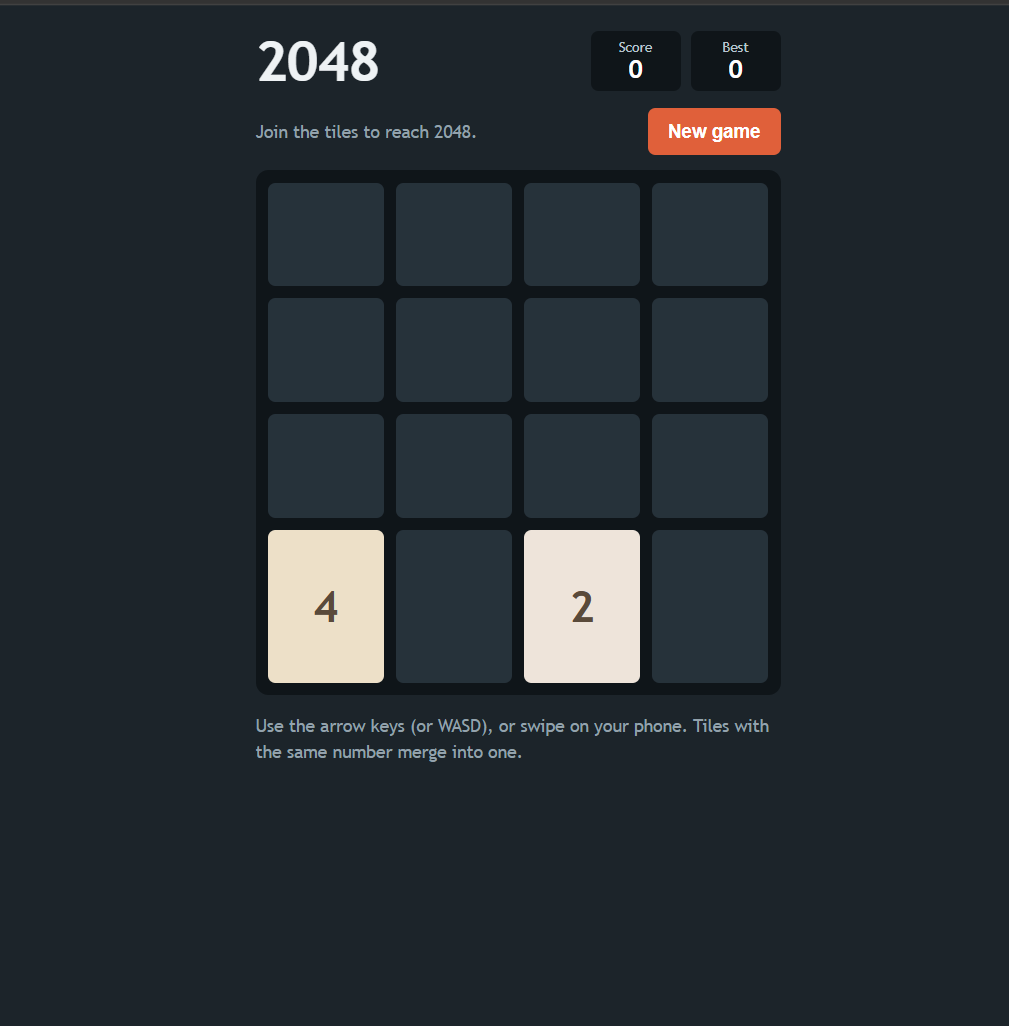 2048
Score
0
Best
0
Join the tiles to reach 2048.
New game
4
2
Use the arrow keys (or WASD), or swipe on your phone. Tiles with
the same number merge into one.